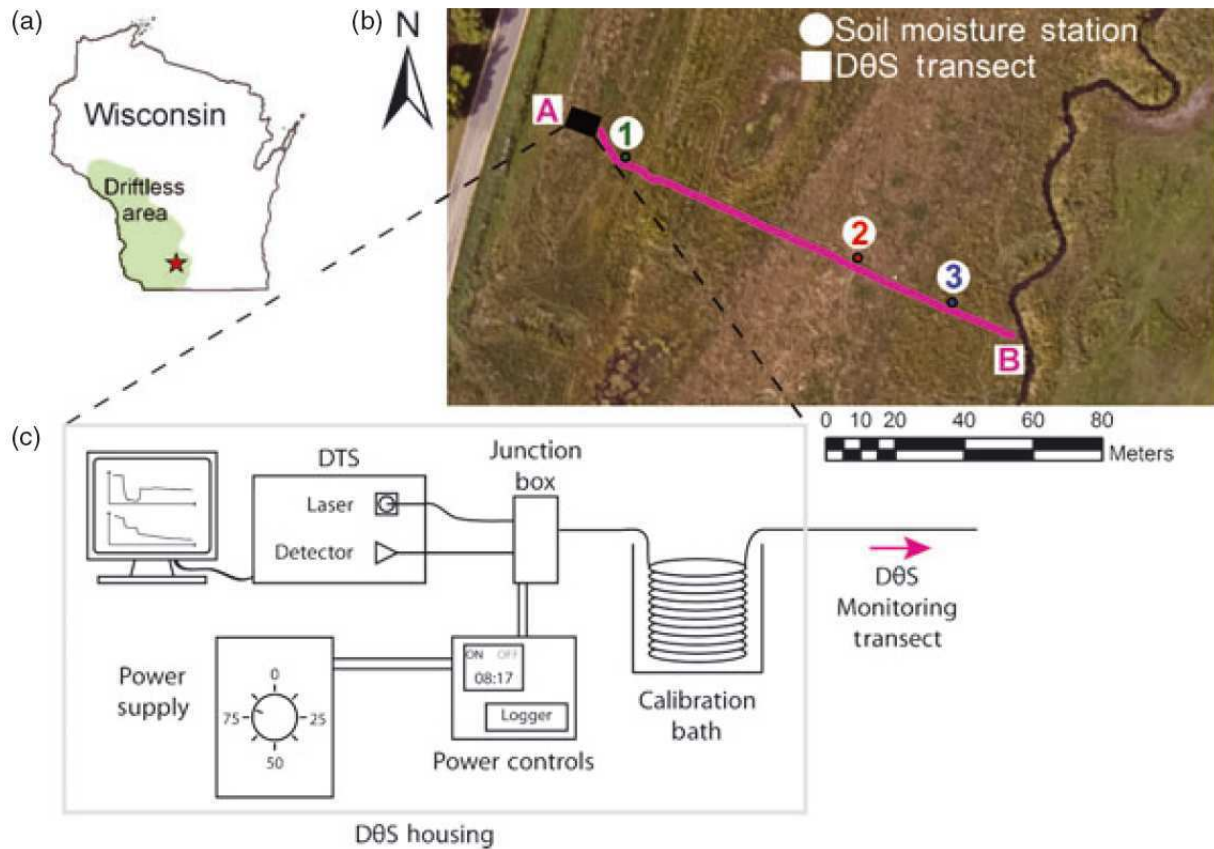 (a)
Wisconsin
Driftless
area
N
(b)
Soil moisture station
DθS transect
A
1
2
3
B
0 10 20 40 60 80
Meters
(c)
DTS
Laser
Detector
Junction
box
Power
supply
0
75
25
50
ON OFF
08:17
Logger
Power controls
Calibration
bath
DθS
Monitoring
transect
DθS housing